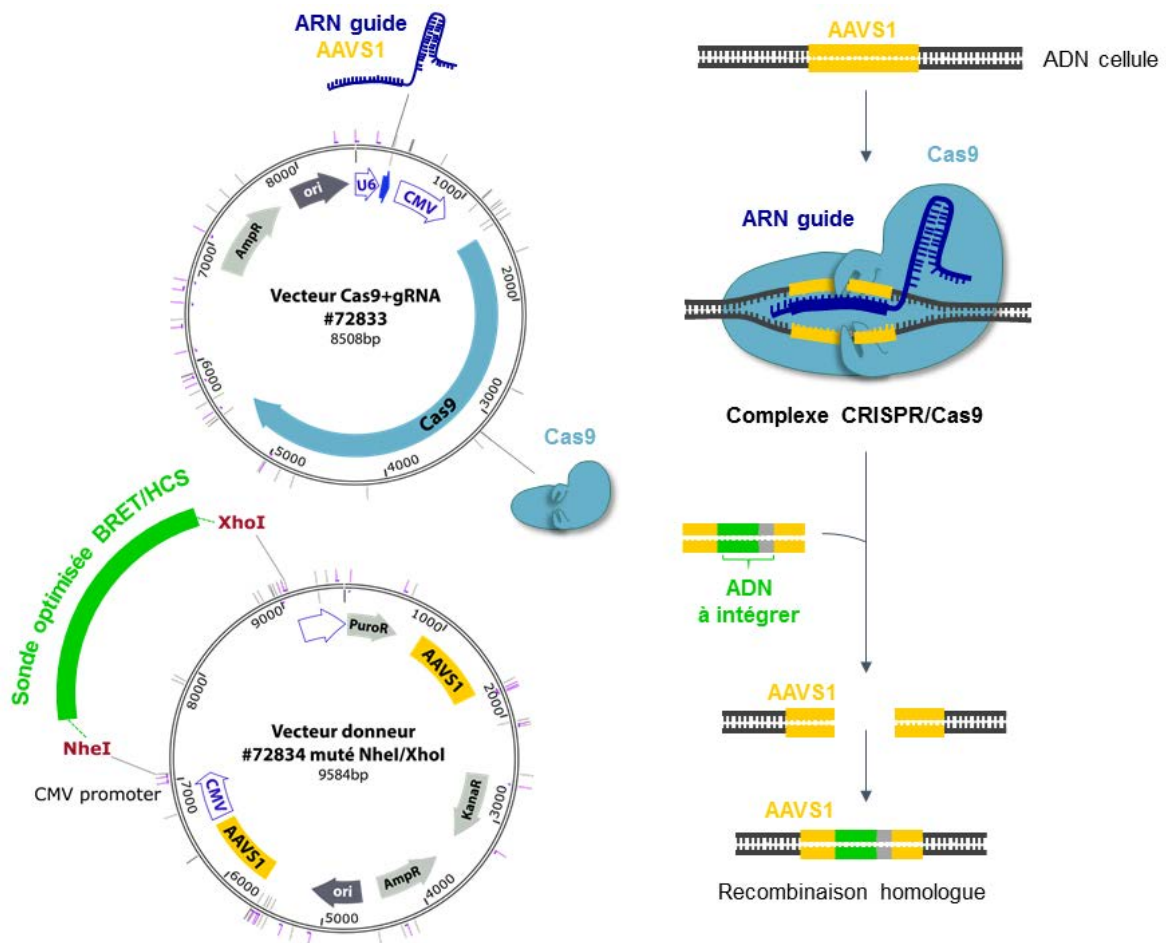 ARN guide
AAVS1
8000
ori
U6
CMV
1000
AmpR
7000
2000
Vecteur Cas9+gRNA
#72833
8508bp
6000
Cas9
3000
5000
4000
Cas9
Sonde optimisée BRET/HCS
XhoI
NheI
CMV promoter
9000
PuroR
1000
AAVS1
8000
2000
Vecteur donneur
#72834 muté NheI/XhoI
9584bp
7000
CMV
KanaR
3000
AAVS1
6000
ori
AmpR
5000
4000
AAVS1
ADN cellule
Cas9
ARN guide
Complexe CRISPR/Cas9
ADN
à intégrer
AAVS1
AAVS1
Recombinaison homologue